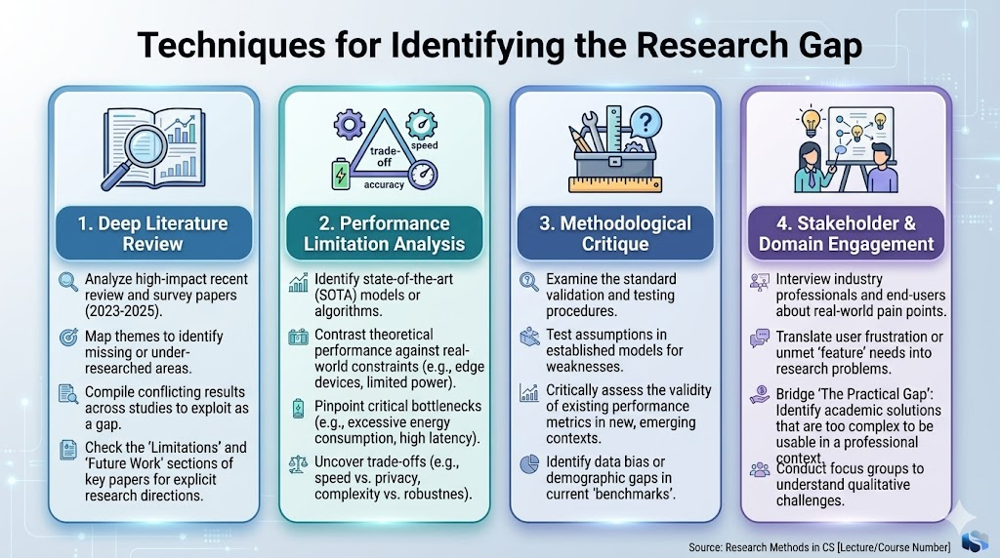 Techniques for Identifying the Research Gap
trade-
off
speed
accuracy
?
1. Deep Literature
Review
Analyze high-impact recent
review and survey papers
(2023-2025).
Map themes to identify
missing or under-
researched areas.
Compile conflicting results
across studies to exploit as
a gap.
Check the 'Limitations' and
'Future Work' sections of
key papers for explicit
research directions.
2. Performance
Limitation Analysis
Identify state-of-the-art
(SOTA) models or
algorithms.
Contrast theoretical
performance against real-
world constraints (e.g., edge
devices, limited power).
Pinpoint critical bottlenecks
(e.g., excessive energy
consumption, high latency).
Uncover trade-offs (e.g.,
speed vs. privacy,
complexity vs. robustnes).
3. Methodological
Critique
Examine the standard
validation and testing
procedures.
Test assumptions in
established models for
weaknesses.
Critically assess the validity
of existing performance
metrics in new, emerging
contexts.
Identify data bias or
demographic gaps in
current 'benchmarks'.
4. Stakeholder &
Domain Engagement
Interview industry
professionals and end-users
about real-world pain points.
Translate user frustration or
unmet 'feature' needs into
research problems.
Bridge 'The Practical Gap':
Identify academic solutions
that are too complex to be
usable in a professional
context.
Conduct focus groups to
understand qualitative
challenges.
Source: Research Methods in CS [Lecture/Course Number]